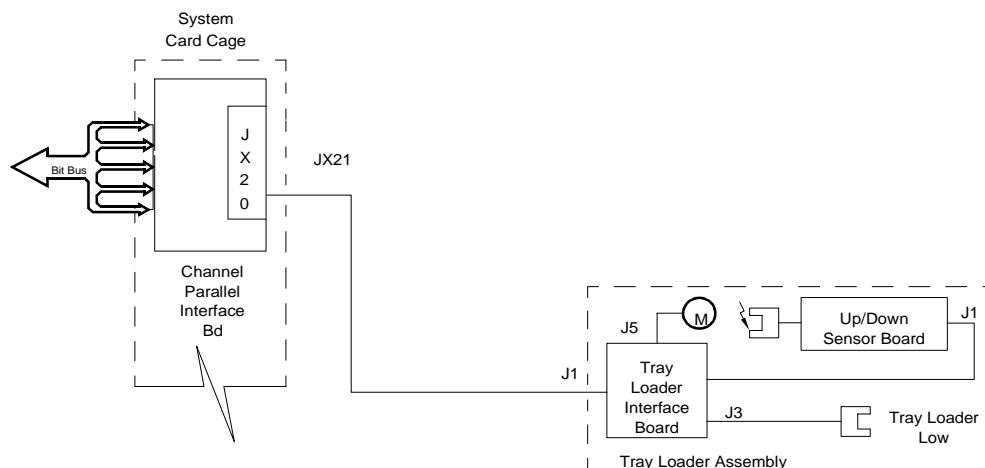 System
Card Cage
Bit Bus
J
X
2
0
JX21
Channel
Parallel
Interface
Bd
J5
M
Up/Down
Sensor Board
J1
J1
Tray
Loader
Interface
Board
J3
Tray Loader
Low
Tray Loader Assembly